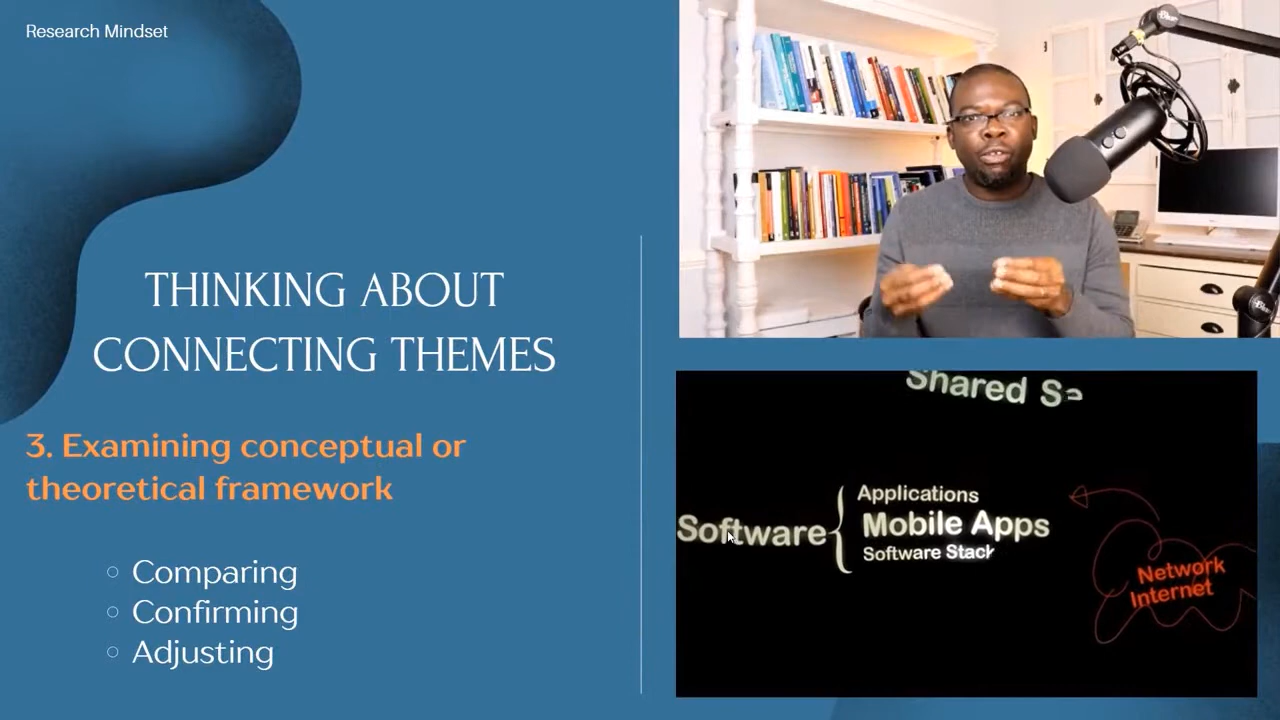 Research Mindset
THINKING ABOUT
CONNECTING THEMES
3. Examining conceptual or
theoretical framework
Comparing
Confirming
Adjusting
Shared
Software
Applications
Mobile Apps
Software
Network
Internet